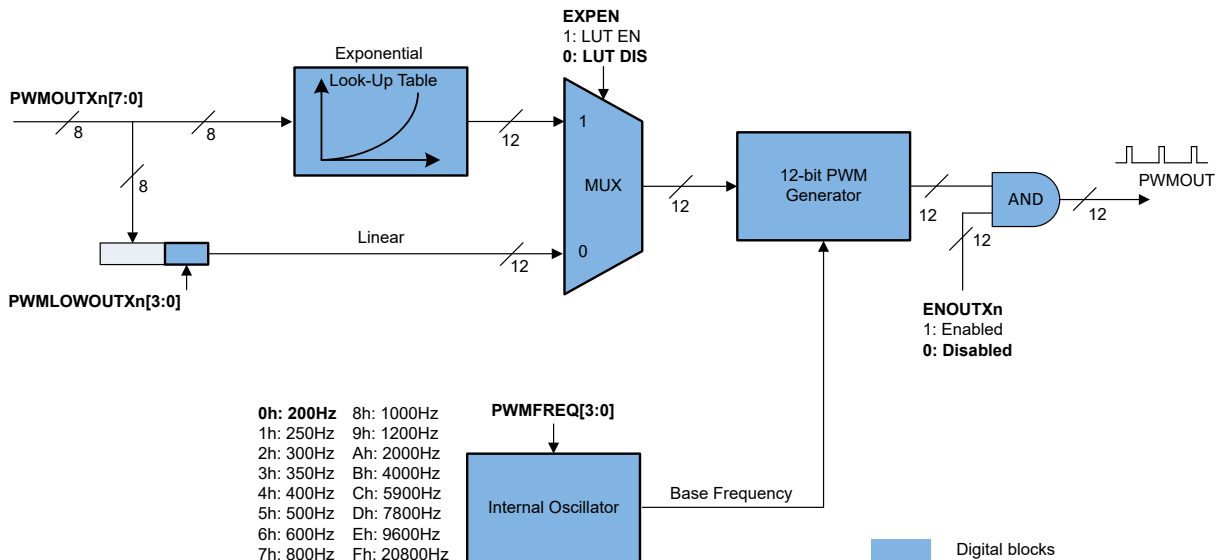 EXPEN
1: LUT EN
0: LUT DIS
Exponential
Look-Up Table
PWMOUTXn[7:0]
8
8
12
1
8
MUX
12
12-bit PWM
Generator
12
AND
12
PWMOUT
12
Linear
12
0
PWMLOWOUTXn[3:0]
ENOUTXn
1: Enabled
0: Disabled
PWMFREQ[3:0]
0h: 200Hz 8h: 1000Hz
1h: 250Hz 9h: 1200Hz
2h: 300Hz Ah: 2000Hz
3h: 350Hz Bh: 4000Hz
4h: 400Hz Ch: 5900Hz
5h: 500Hz Dh: 7800Hz
6h: 600Hz Eh: 9600Hz
7h: 800Hz Fh: 20800Hz
Internal Oscillator
Base Frequency
Digital blocks